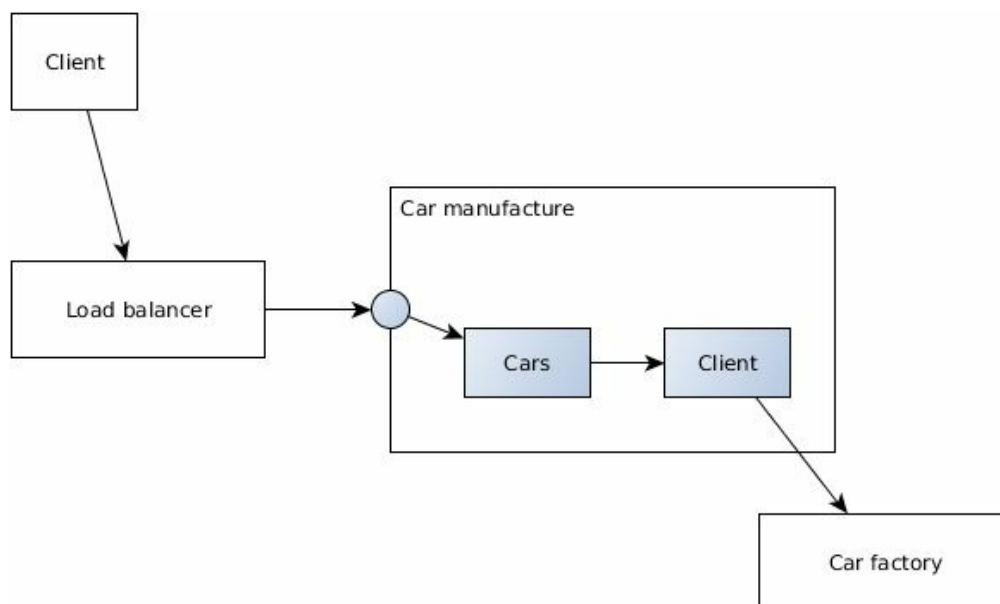 Client
Car manufacture
Load balancer
Cars
Client
Car factory